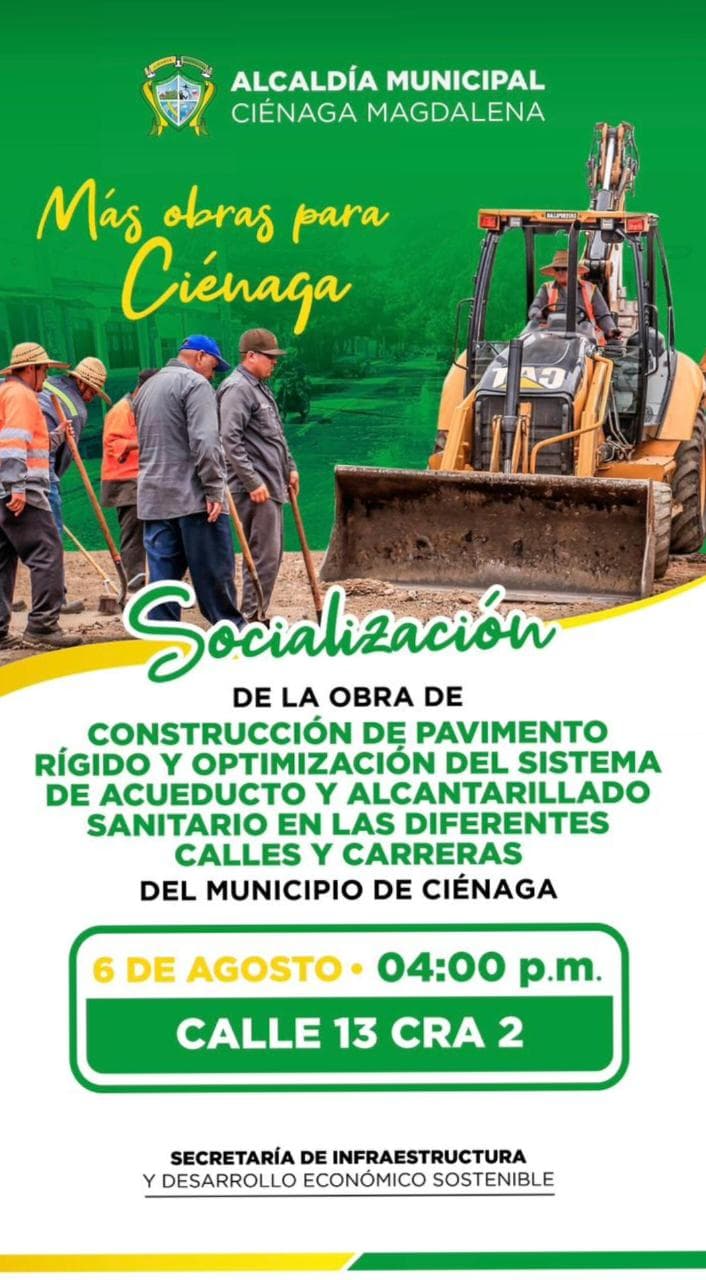 ALCALDÍA MUNICIPAL
CIÉNAGA MAGDALENA
Más obras para
Ciénaga
CAT
Socialización
DE LA OBRA DE
CONSTRUCCIÓN DE PAVIMENTO
RÍGIDO Y OPTIMIZACIÓN DEL SISTEMA
DE ACUEDUCTO Y ALCANTARILLADO
SANITARIO EN LAS DIFERENTES
CALLES Y CARRERAS
DEL MUNICIPIO DE CIÉNAGA
6 DE AGOSTO • 04:00 p.m.
CALLE 13 CRA 2
SECRETARÍA DE INFRAESTRUCTURA
Y DESARROLLO ECONÓMICO SOSTENIBLE